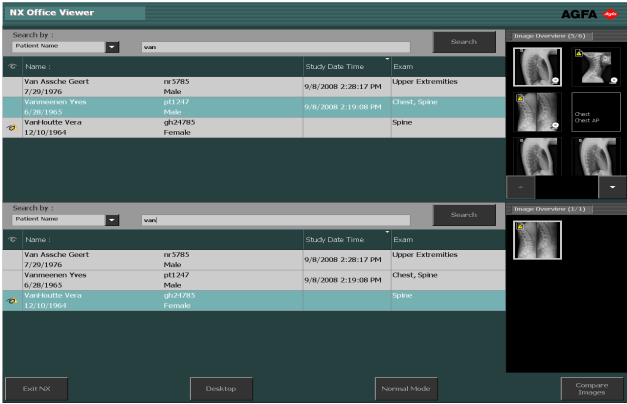 NX Office Viewer
AGFA
Search by :
Patient Name
van
Search
Image Overview (5/6)
Name :
Study Date Time
Exam
Van Assche Geert nr5785 9/8/2008 2:28:17 PM Upper Extremities
7/29/1976 Male
Vanmeenen Yves pt1247 9/8/2008 2:19:08 PM Chest, Spine
6/28/1965 Male
VanHoutte Vera gh24785 Spine
12/10/1964 Female
Chest
Chest AP
Search by :
Patient Name
van
Search
Image Overview (1/1)
Name :
Study Date Time
Exam
Van Assche Geert nr5785 9/8/2008 2:28:17 PM Upper Extremities
7/29/1976 Male
Vanmeenen Yves pt1247 9/8/2008 2:19:08 PM Chest, Spine
6/28/1965 Male
VanHoutte Vera gh24785 Spine
12/10/1964 Female
Exit NX
Desktop
Normal Mode
Compare
Images